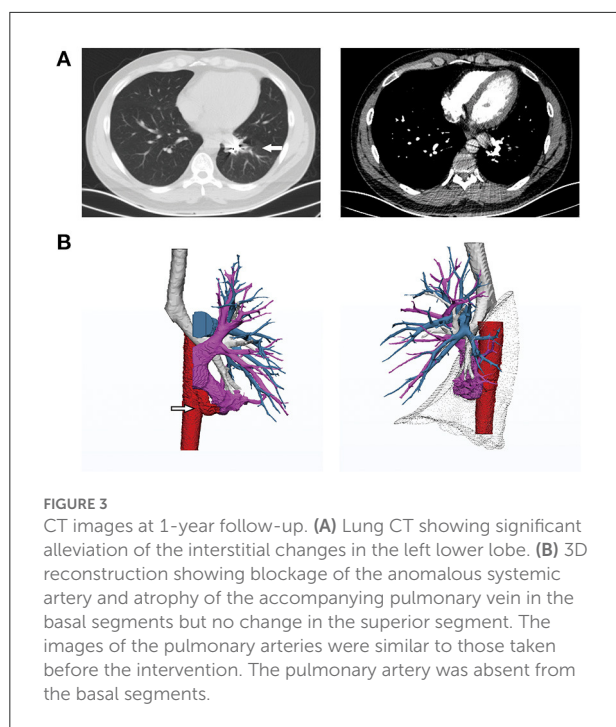 A
B
FIGURE 3
CT images at 1-year follow-up. (A) Lung CT showing significant
alleviation of the interstitial changes in the left lower lobe. (B) 3D
reconstruction showing blockage of the anomalous systemic
artery and atrophy of the accompanying pulmonary vein in the
basal segments but no change in the superior segment. The
images of the pulmonary arteries were similar to those taken
before the intervention. The pulmonary artery was absent from
the basal segments.